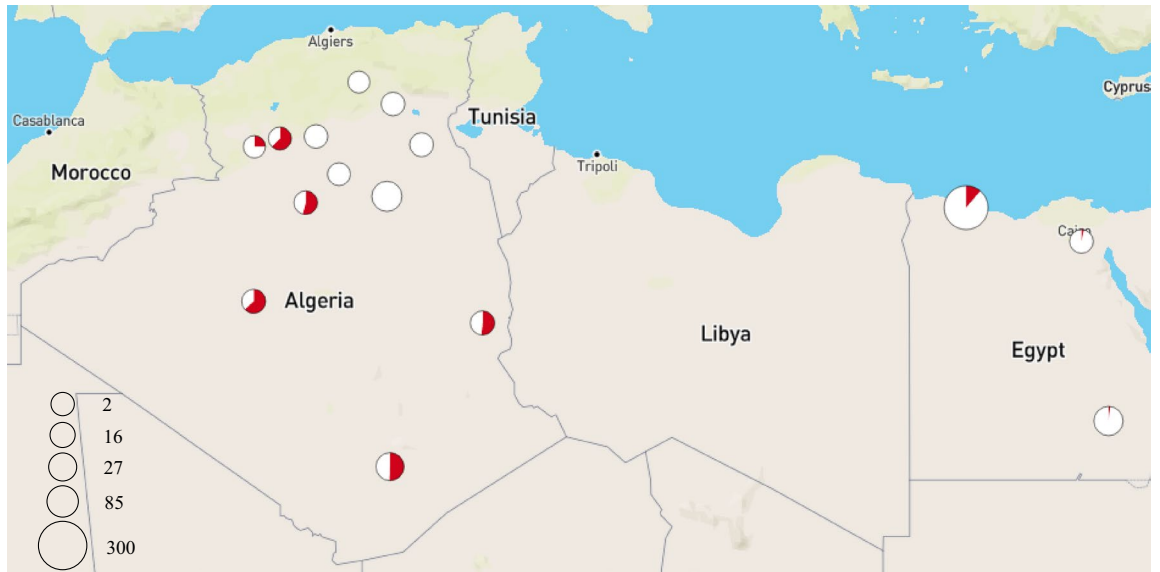 Algiers
Cyprus
Casablanca
Tunisia
Tripoli
Morocco
Cairo
Algeria
Libya
Egypt
2
16
27
85
300